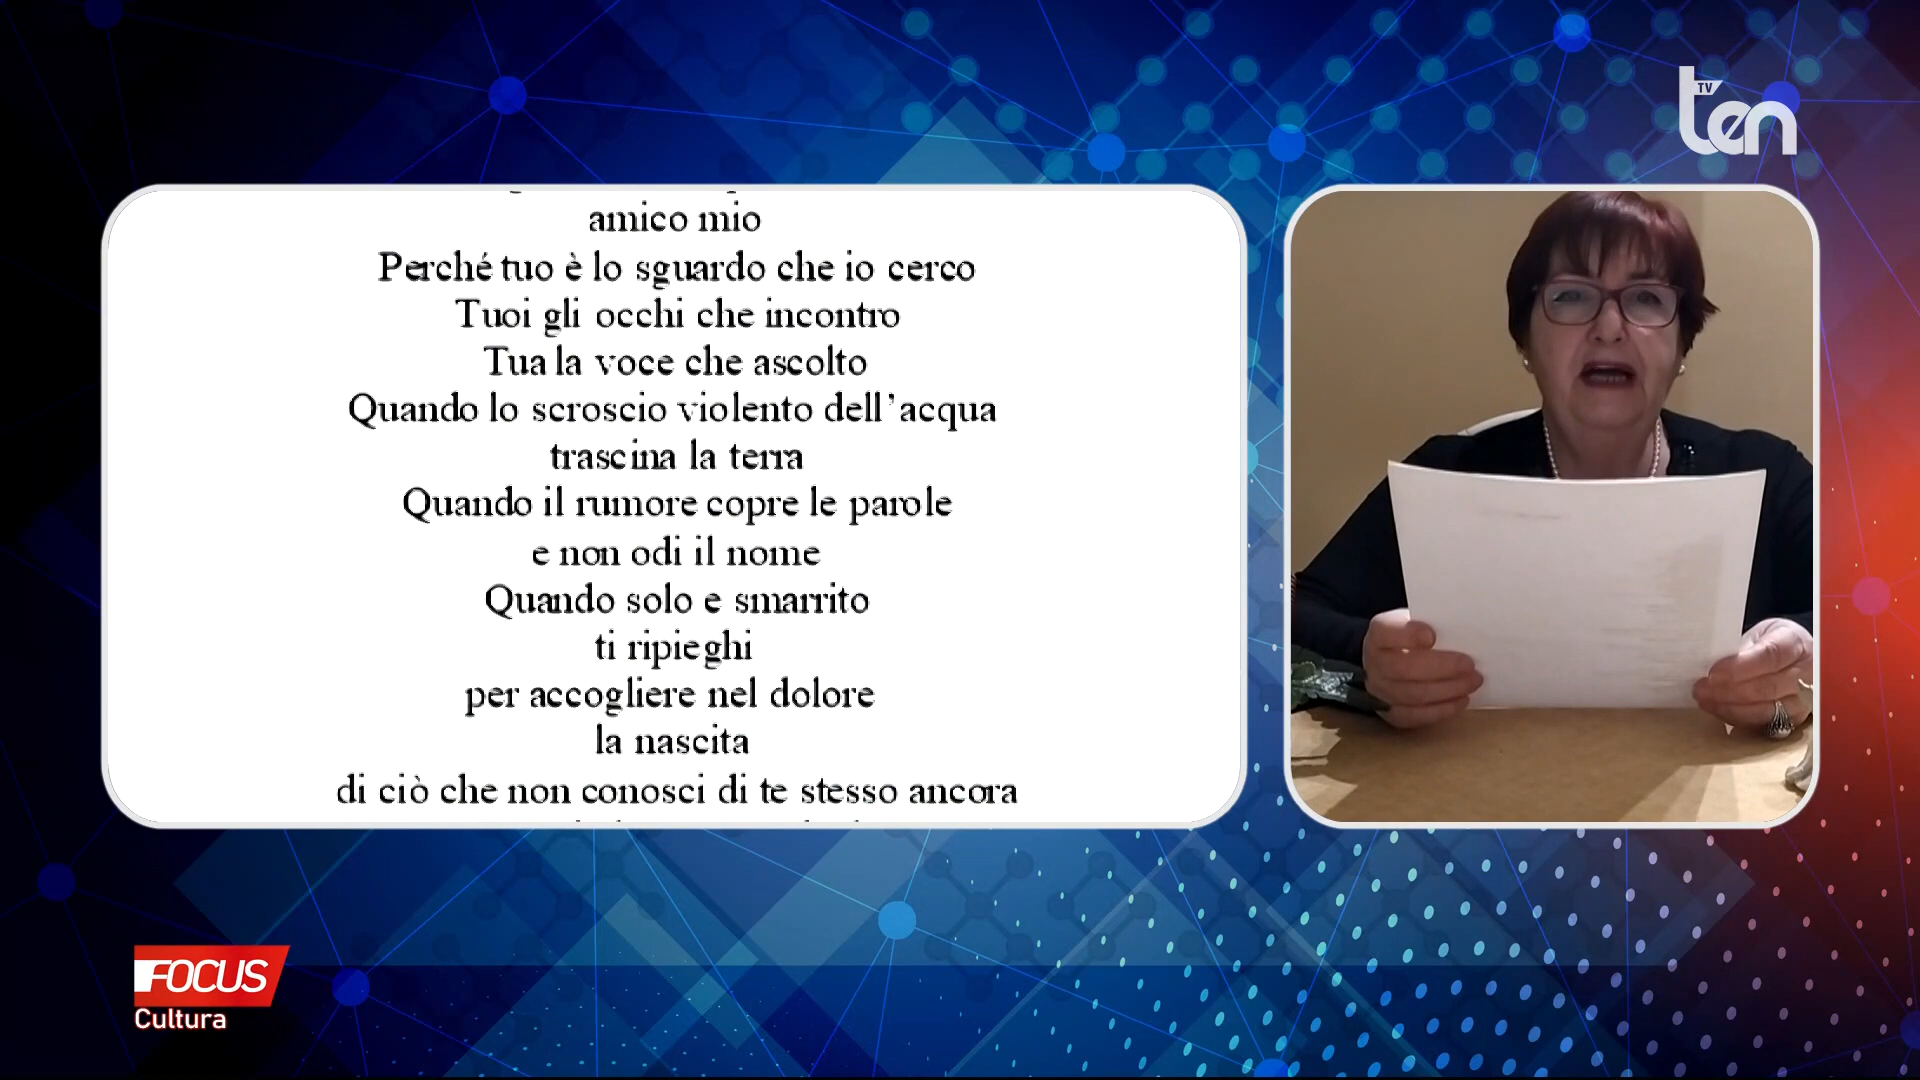 TV
ten
amico mio
Perché tuo è lo sguardo che io cerco
Tuoi gli occhi che incontro
Tua la voce che ascolto
Quando lo scroscio violento dell'acqua
trascina la terra
Quando il rumore copre le parole
e non odi il nome
Quando solo e smarrito
ti ripieghi
per accogliere nel dolore
la nascita
di ciò che non conosci di te stesso ancora
FOCUS
Cultura